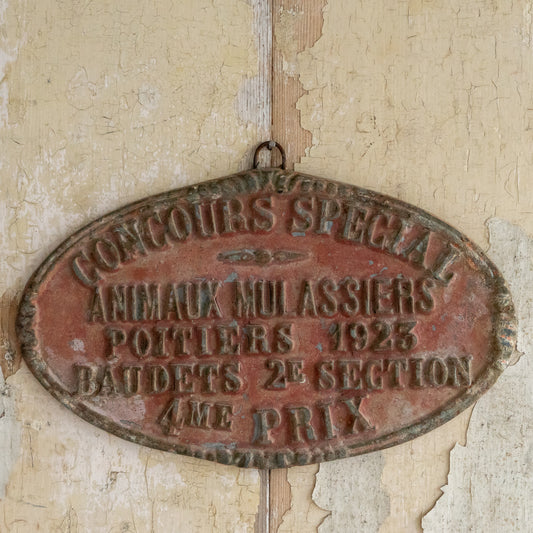 CONCOURS SPECIAL
ANIMAUX MULASSIERS
POITIERS 1923
BAUDETS 2E SECTION
4ME PRIX